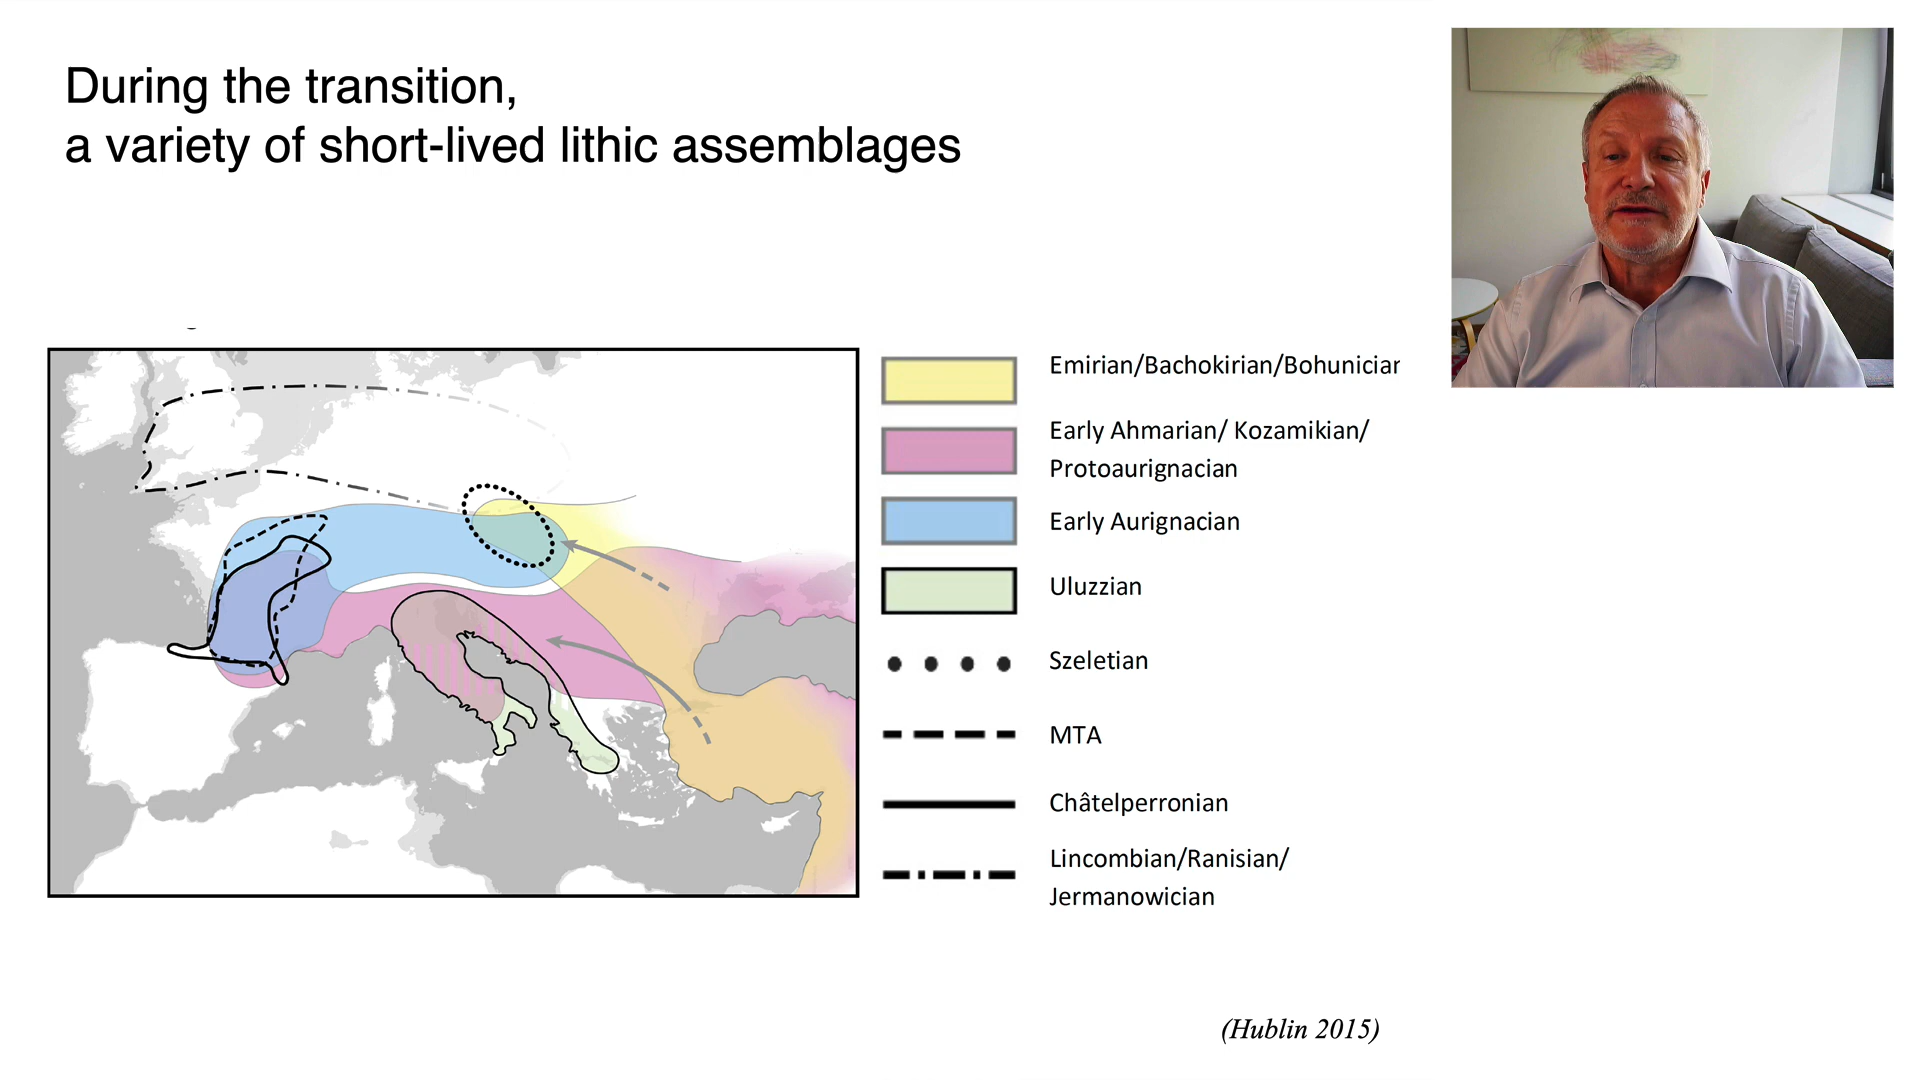 During the transition,
a variety of short-lived lithic assemblages
Emirian/Bachokirian/Bohunician
Early Ahmarian/ Kozamikian/
Protoaurignacian
Early Aurignacian
Uluzzian
Szeletian
MTA
Châtelperronian
Lincombian/Ranisian/
Jermanowician
(Hublin 2015)